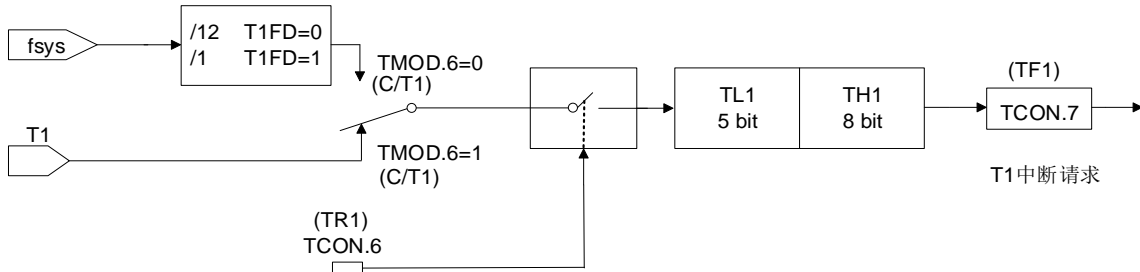 /12 T1FD=0
fsys
/1 T1FD=1
TMOD.6=0
(C/T1)
(TF1)
TL1 TH1
5 bit 8 bit
TCON.7
T1
TMOD.6=1
(C/T1)
T1中断请求
(TR1)
TCON.6